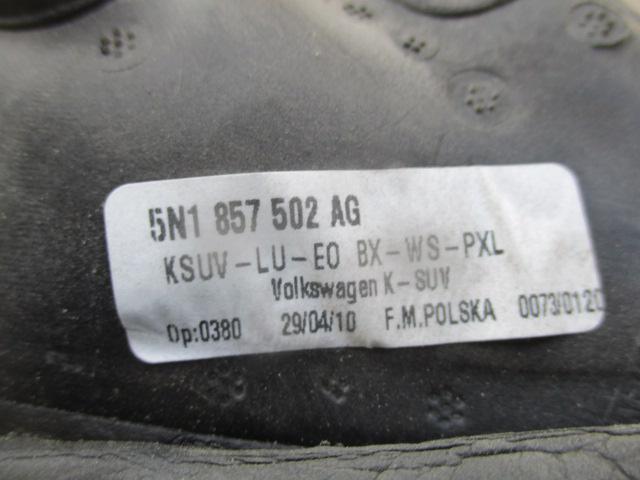 5N1 857 502 AG
KSUV-LU-EO BX-WS-PXL
Volkswagen K-SUV
Op:0380 29/04/10 F.M.POLSKA 0073/0120